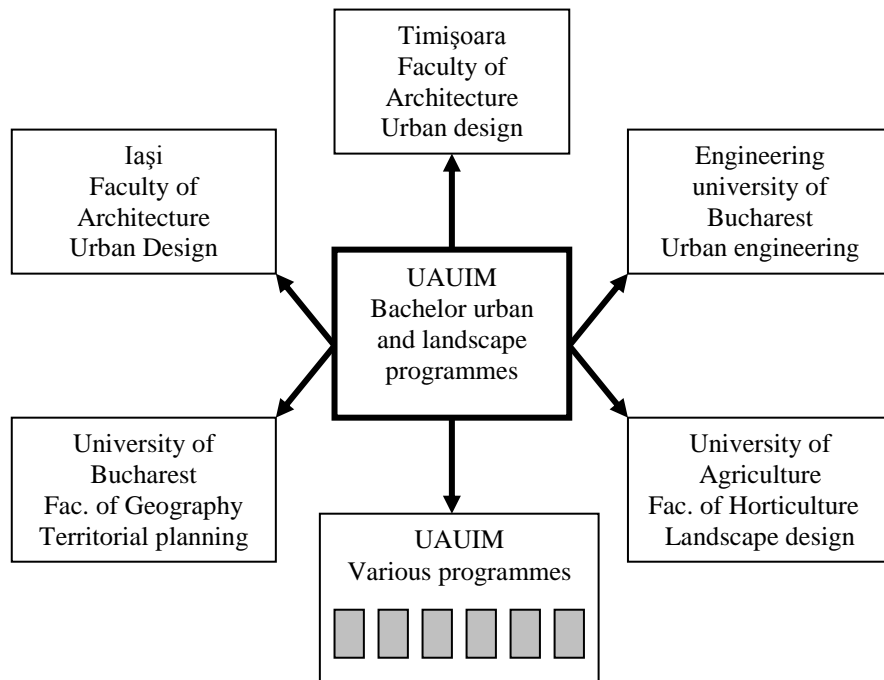 Timişoara
Faculty of
Architecture
Urban design
Iaşi
Faculty of
Architecture
Urban Design
Engineering
university of
Bucharest
Urban engineering
UAUIM
Bachelor urban
and landscape
programmes
University of
Bucharest
Fac. of Geography
Territorial planning
University of
Agriculture
Fac. of Horticulture
Landscape design
UAUIM
Various programmes